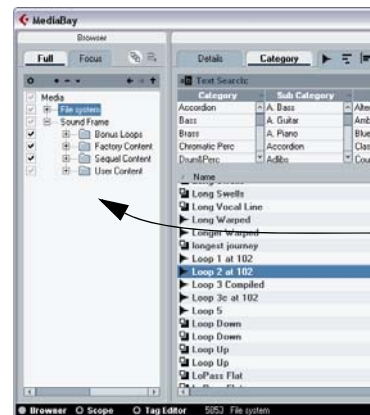 MediaBay
Browser
Full Focus
Details Category
Text Search:
Media
File system
Sound Frame
Bonus Loops
Factory Content
Sequel Content
User Content
Category Sub Category
Accordion A. Bass
Bass A. Guitar
Brass A. Piano
Chromatic Perc Accordion
Drum&Perc Adlibs
Name
Long Swells
Long Vocal Line
Long Warped
Longer Warped
longest journey
Loop 1 at 102
Loop 2 at 102
Loop 3 Compiled
Loop 3c at 102
Loop 5
Loop Down
Loop Down
Loop Up
Loop Up
LoPass Flat
Browser Scope Tag Editor 5053 File system